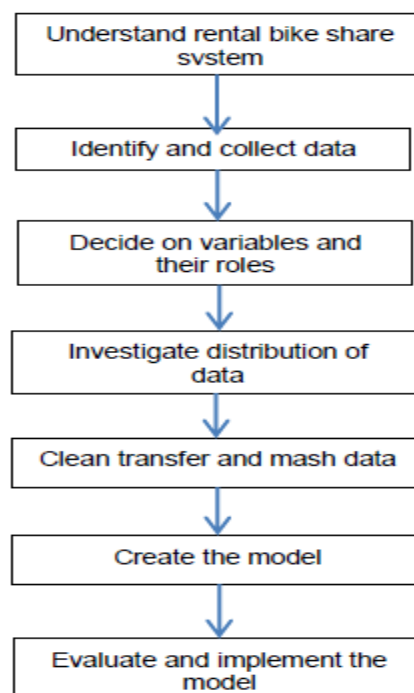 Understand rental bike share
system
Identify and collect data
Decide on variables and
their roles
Investigate distribution of
data
Clean transfer and mash data
Create the model
Evaluate and implement the
model